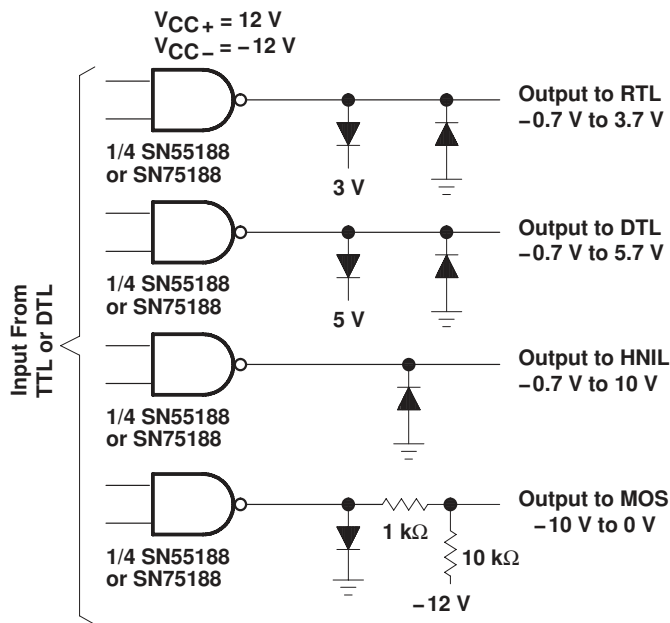 VCC+ = 12 V
VCC− = −12 V
Output to RTL
−0.7 V to 3.7 V
1/4 SN55188
or SN75188
3 V
Output to DTL
−0.7 V to 5.7 V
1/4 SN55188
or SN75188
5 V
Input From
TTL or DTL
Output to HNIL
−0.7 V to 10 V
1/4 SN55188
or SN75188
Output to MOS
−10 V to 0 V
1 kΩ
10 kΩ
1/4 SN55188
or SN75188
−12 V